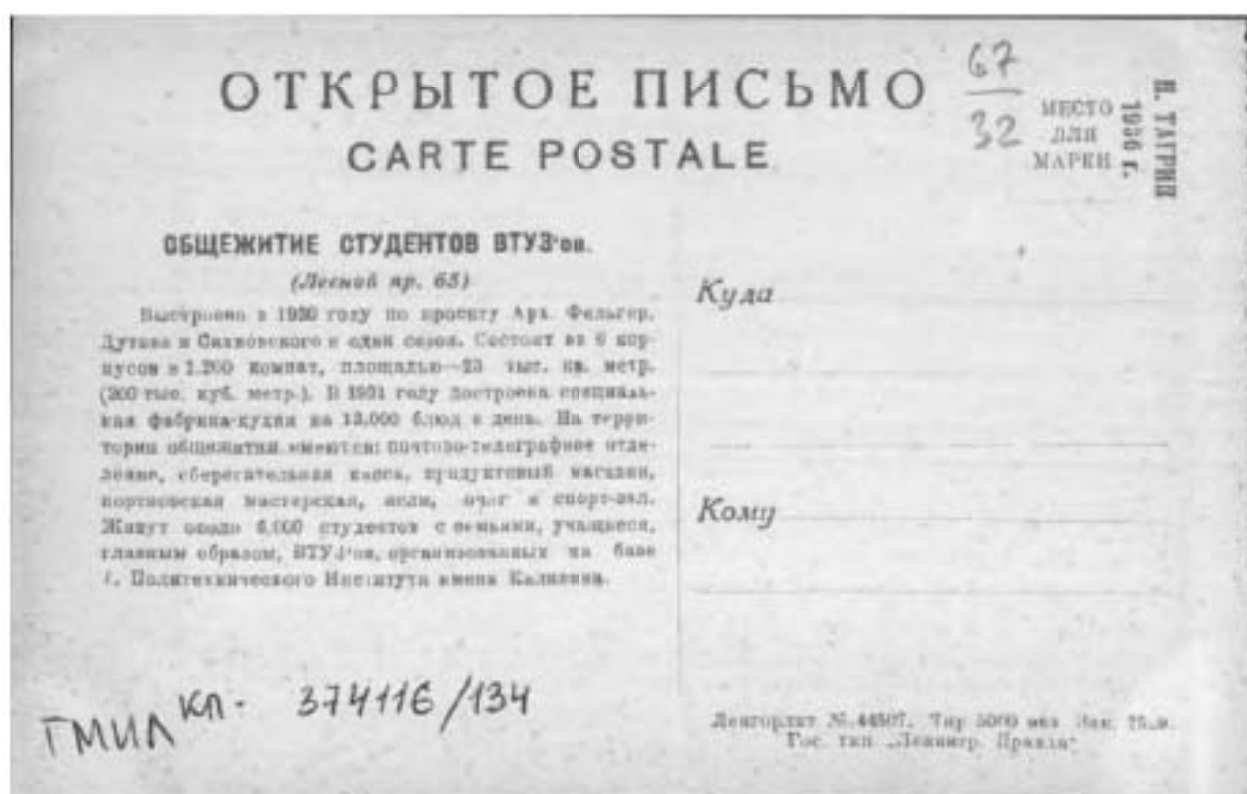 ОТКРЫТОЕ ПИСЬМО
CARTE POSTALE
67
32
МЕСТО
ДЛЯ
МАРКИ
1936 г.
ОБЩЕЖИТИЕ СТУДЕНТОВ ВТУЗ'ов.
(Лесной пр. 65)
Выстроено в 1930 году по проекту Арх. Фельгер,
и Сахновского в один сезон. Состоит из 6 кор-
пусов в 1.200 комнат, площадью—23 тыс. кв. метр.
(200 тыс. куб. метр.). В 1931 году построена специаль-
ная фабрика-кухня на 12.000 блюд в день. На терри-
тории общежития имеются: почтово-телеграфное отде-
ление, сберегательная касса, продуктовый магазин,
портновская мастерская, ясли, очаг и спорт-зал.
Живут около 6.000 студентов с семьями, учащиеся,
главным образом, ВТУЗ'ов, организованных на базе
б. Политехнического Института имени Калинина.
Куда
Кому
ГМИЛ КП- 374116/134
Ленгорлит № Тир 5000 экз Зак.
Гос. тип „Ленингр. Правда"